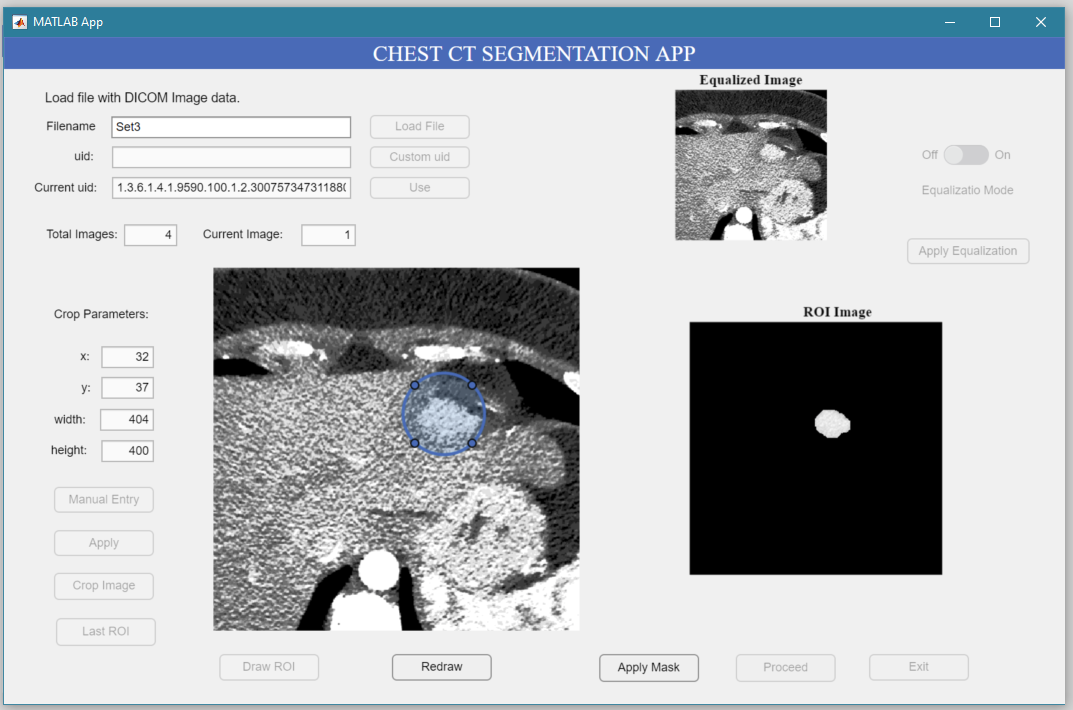 MATLAB App
CHEST CT SEGMENTATION APP
Load file with DICOM Image data.
Filename Set3 Load File
uid: Custom uid
Current uid: 1.3.6.1.4.1.9590.100.1.2.300757347311880 Use
Total Images: 4 Current Image: 1
Equalized Image
Off On
Equalizatio Mode
Apply Equalization
Crop Parameters:
x: 32
y: 37
width: 404
height: 400
Manual Entry
Apply
Crop Image
Last ROI
ROI Image
Draw ROI Redraw Apply Mask Proceed Exit